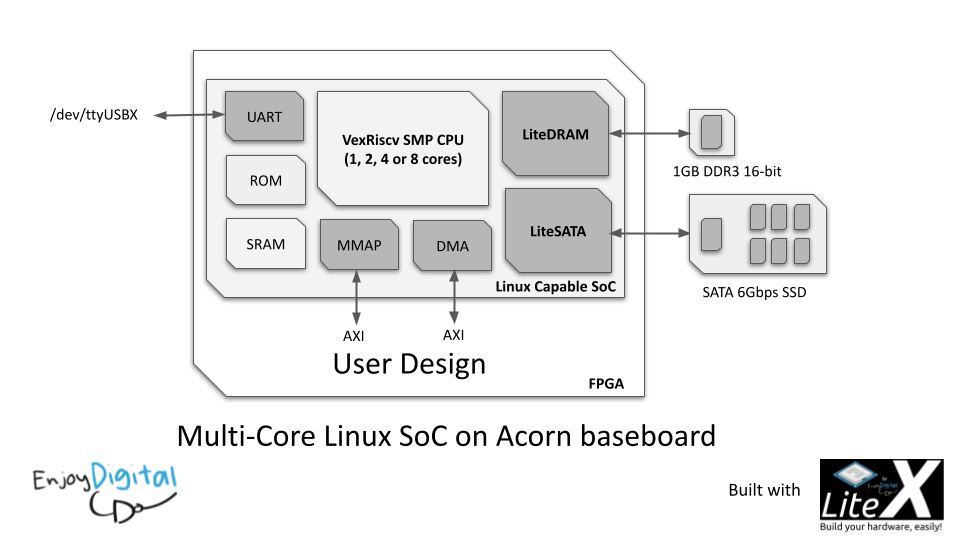 /dev/ttyUSBX
UART
VexRiscv SMP CPU
(1, 2, 4 or 8 cores)
LiteDRAM
1GB DDR3 16-bit
ROM
SRAM
MMAP
DMA
LiteSATA
Linux Capable SoC
SATA 6Gbps SSD
AXI
AXI
User Design
FPGA
Multi-Core Linux SoC on Acorn baseboard
EnjoyDigital
Built with
by
EnjoyDigital
LiteX
Build your hardware, easily!